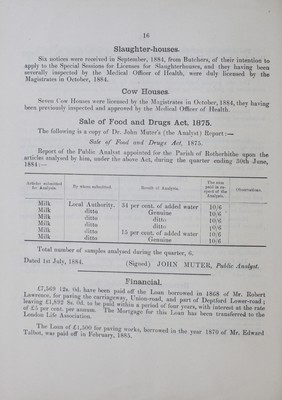 16
Slaughter-houses.
Six notices were received in September, 1884, from Butchers, of their intention to
apply to the Special Sessions for Licenses for Slaughterhouses, and they having been
severally inspected by the Medical Officer of Health, were duly licensed by the
Magistrates in October, 1884.
Cow Houses.
Seven Cow Houses were licensed by the Magistrates in October, 1884, they having
been previously inspected and approved by the Medical Officer of Health.
Sale of Food and Drugs Act, 1875.
The following is a copy of Dr. John Muter's (the Analyst) Report:—
Sale of Food and Drugs Act, 1875.
Report of the Public Analyst appointed for the Parish of Rotherhithe upon the
articles analysed by him, under the above Act, during the quarter ending 30th June,
1884:—
Articles submitted for Analysis. By whom submitted. Result of Analysis. The sum paid in respect of the Analysis. Observations.
Milk Local Authority. 34 per cent. of added water 10/6
Milk ditto Genuine 10/6
Milk ditto ditto 10/6
Milk ditto ditto 10/6
Milk ditto 15 per cent. of added water 10/6
Milk ditto Genuine 10/6
Total number of samples analysed during the quarter, 6.
Dated 1st July, 1884. (Signed) JOHN MUTER, Public Analyst.
Financial.
£7,569 12s. 0d. have been paid off the Loan borrowed in 1868 of Mr. Robert
Lawrence, for paving the carriageway, Union-road, and part of Deptford Lower-road;
leaving £1,892 8s. 0d. to be paid within a period of four years, with interest at the rate
of £5 per cent. per annum. The Mortgage for this Loan has been transferred to the
London Life Association.
The Loan of £1,500 for paving works, borrowed in the year 1870 of Mr. Edward
Talbot, was paid off in February, 1885.